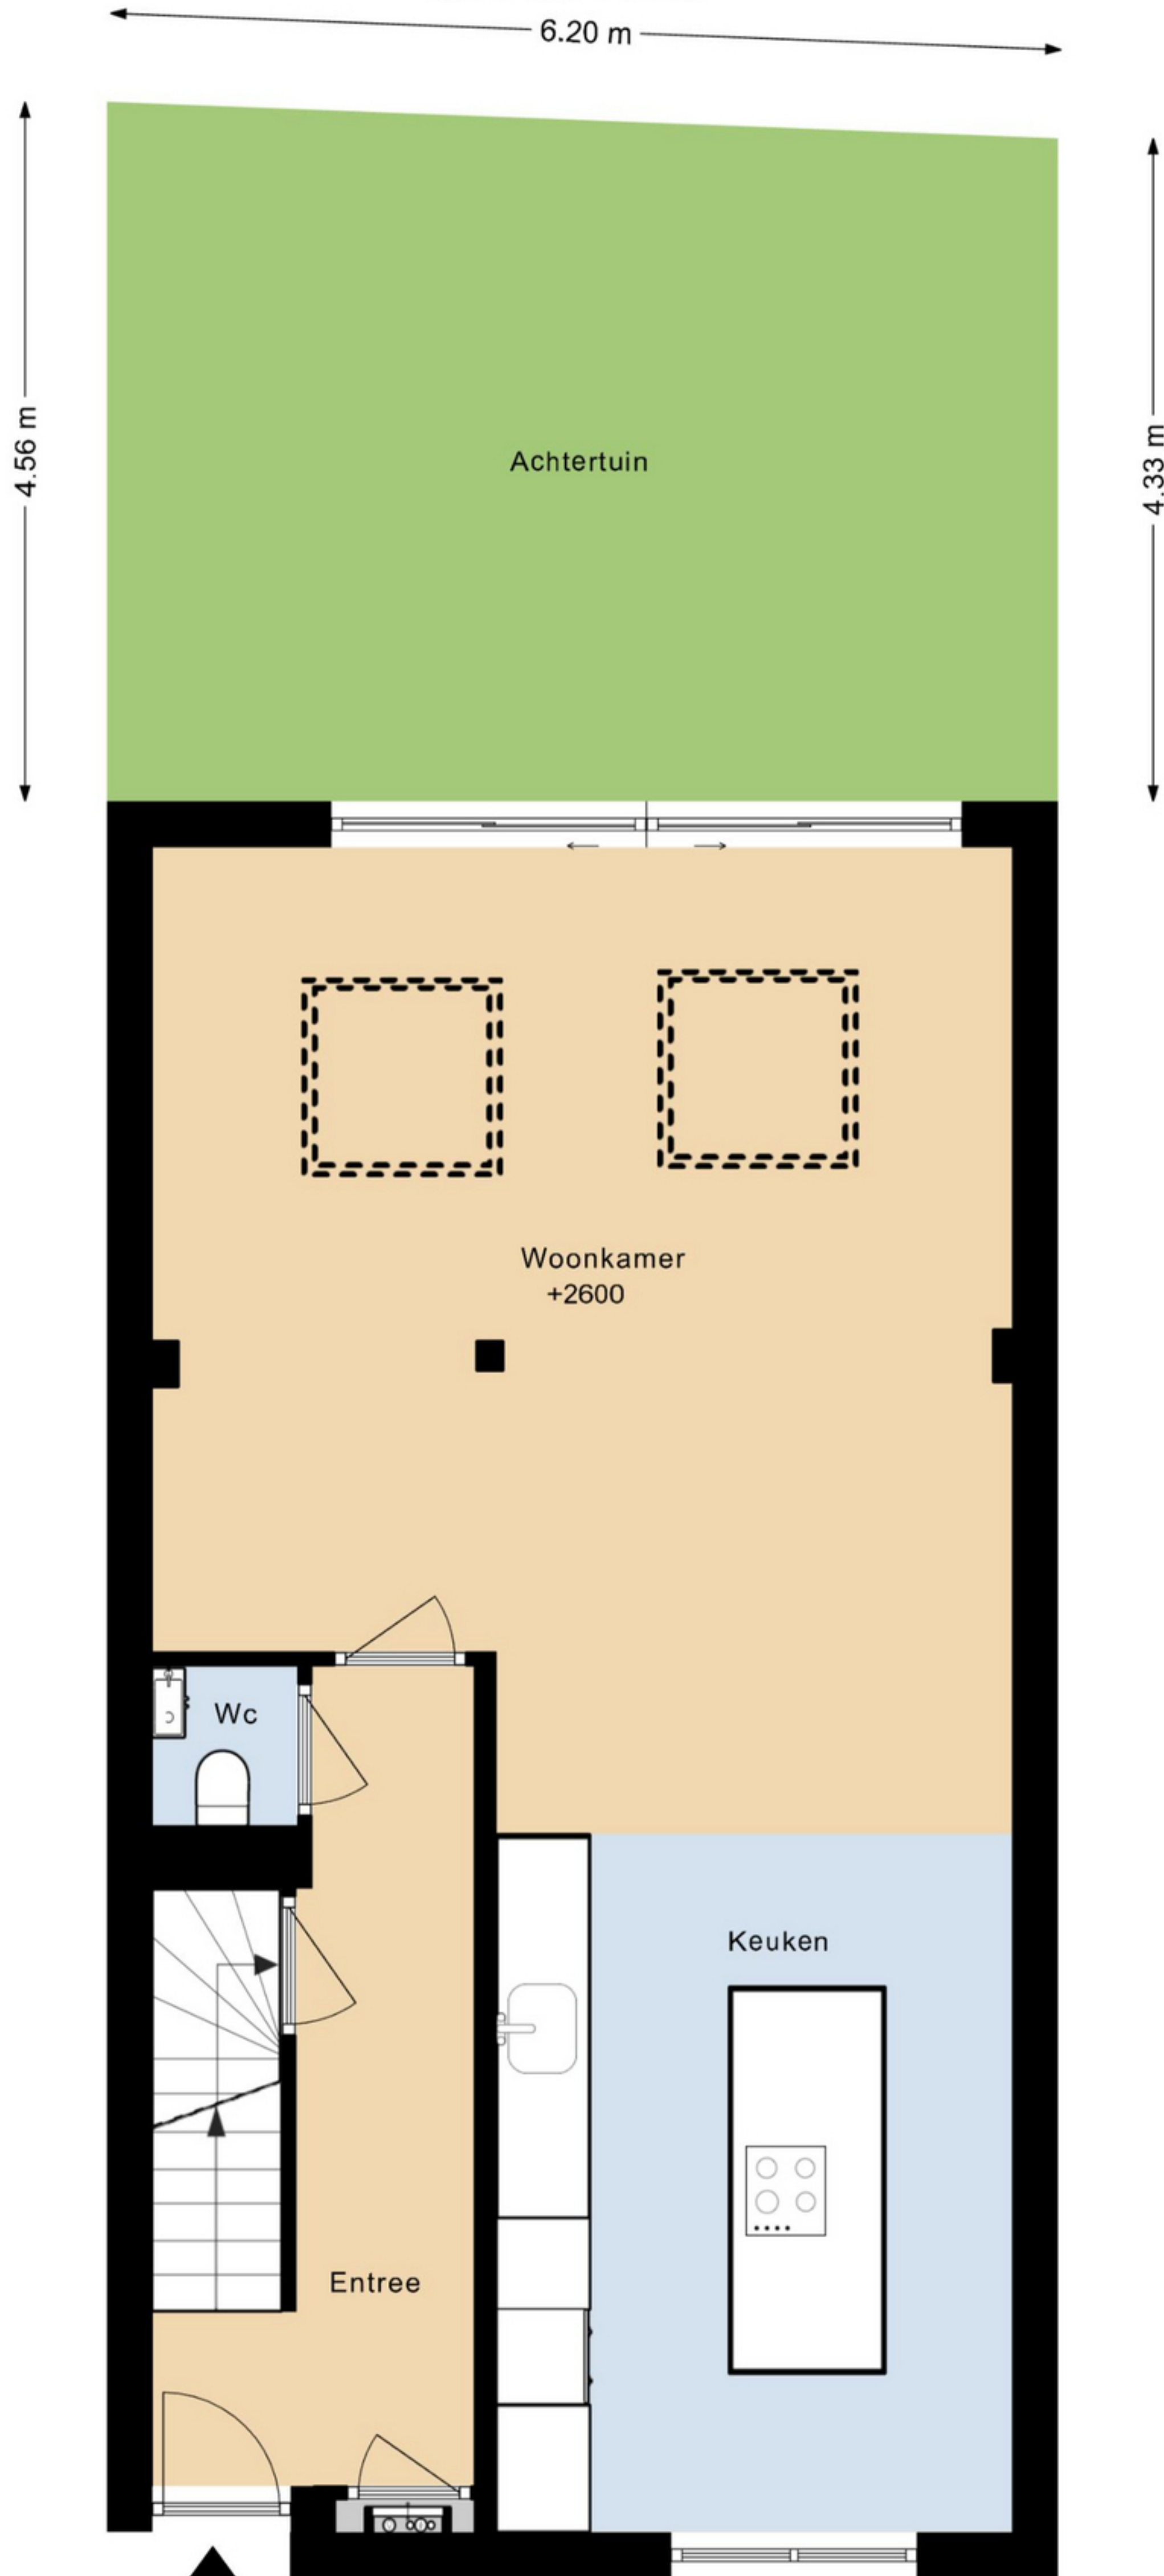 6.20 m
4.56 m
4.33 m
Achtertuin
Woonkamer
+2600
Wc
Keuken
Entree